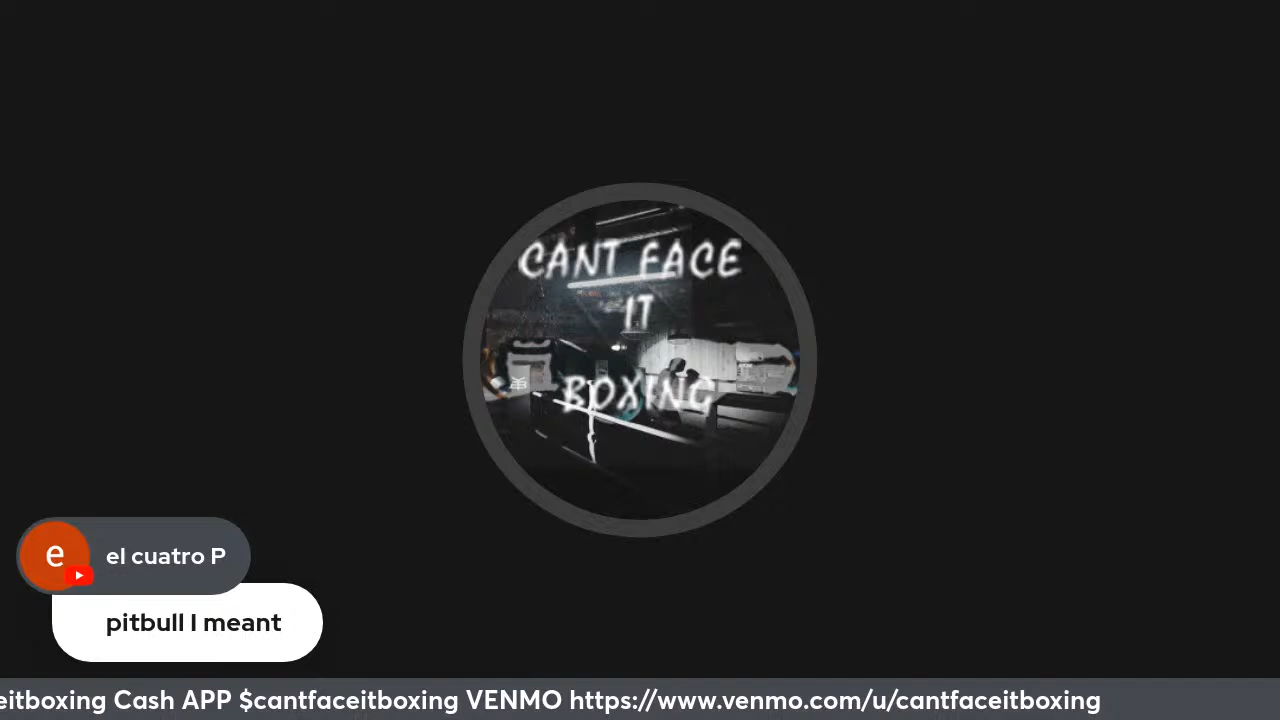 CANT FACE
IT
BOXING
e
el cuatro P
pitbull I meant
eitboxing Cash APP $cantfaceitboxing VENMO https://www.venmo.com/u/cantfaceitboxing